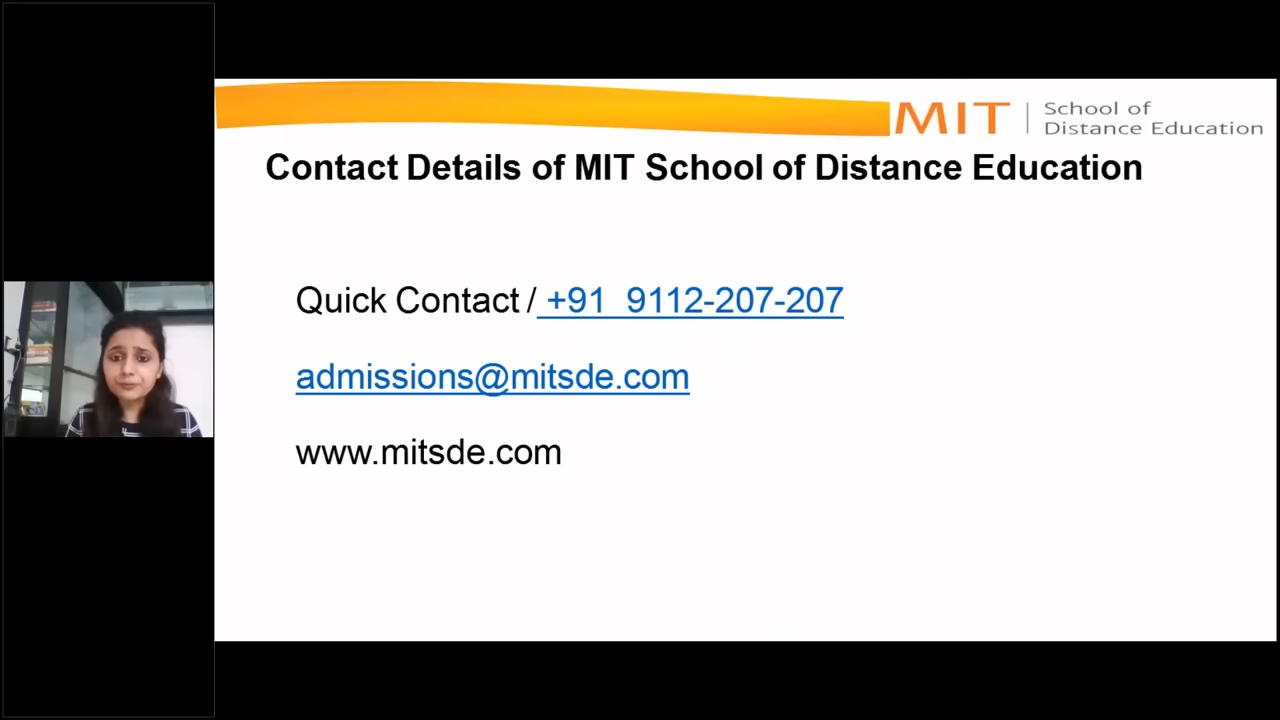 MIT | School of
Distance Education
Contact Details of MIT School of Distance Education
Quick Contact / +91  9112-207-207
admissions@mitsde.com
www.mitsde.com